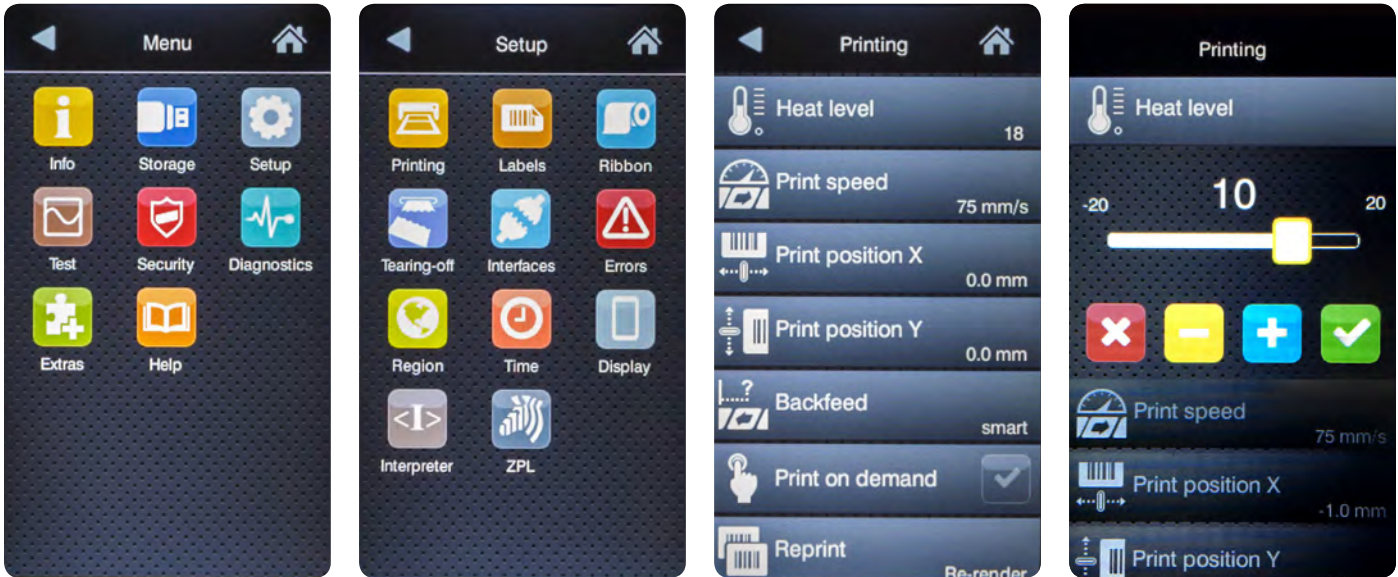 Menu
Info Storage Setup
Test Security Diagnostics
Extras Help
Setup
Printing Labels Ribbon
Tearing-off Interfaces Errors
Region Time Display
<I>
Interpreter ZPL
Printing
Heat level
18
Print speed
75 mm/s
Print position X
0.0 mm
Print position Y
0.0 mm
?
Backfeed
smart
Print on demand
Reprint
Re-render
Printing
Heat level
10
-20 20
Print speed
75 mm/s
Print position X
-1.0 mm
Print position Y